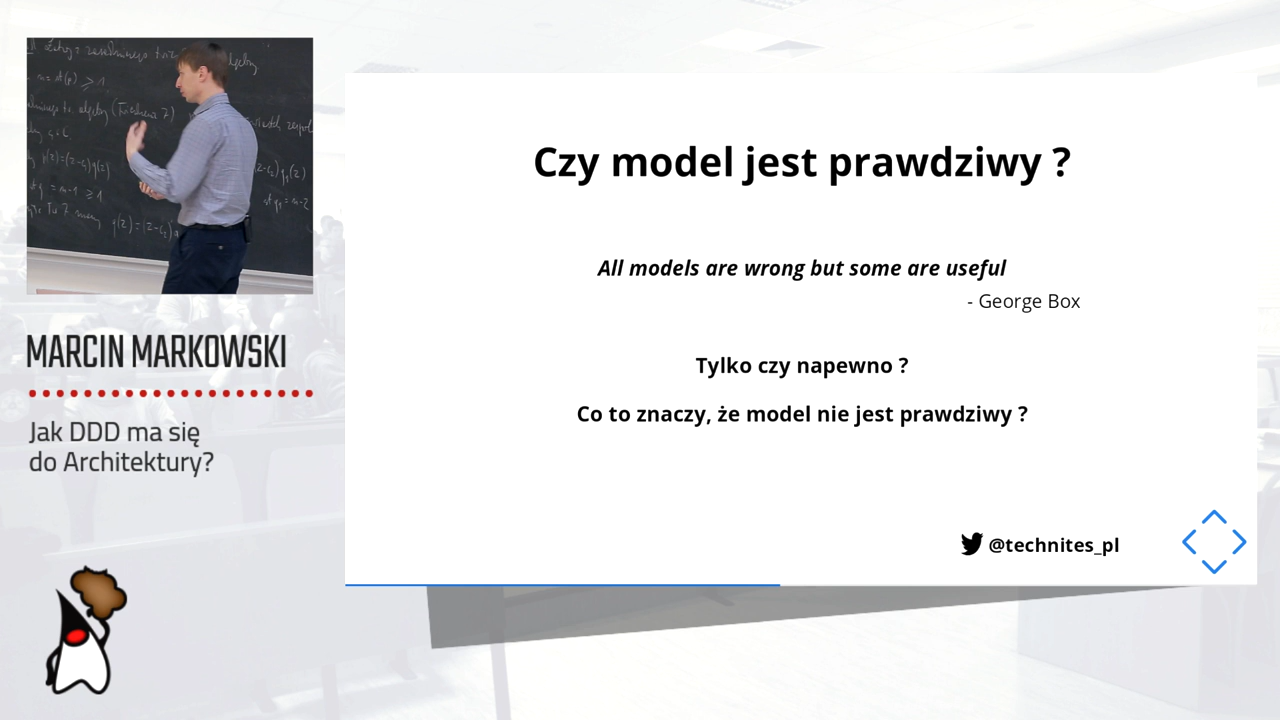 MARCIN MARKOWSKI
Jak DDD ma się
do Architektury?
Czy model jest prawdziwy ?
All models are wrong but some are useful
- George Box
Tylko czy napewno ?
Co to znaczy, że model nie jest prawdziwy ?
@technites_pl